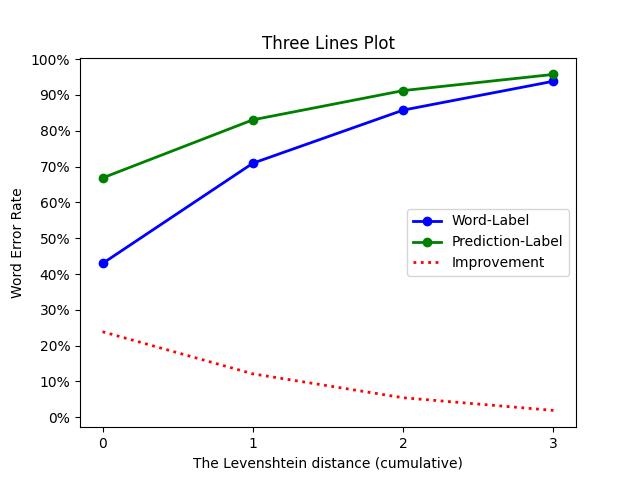 Three Lines Plot
100%
90%
80%
70%
60%
50%
40%
30%
20%
10%
0%
Word Error Rate
Word-Label
Prediction-Label
Improvement
0 1 2 3
The Levenshtein distance (cumulative)